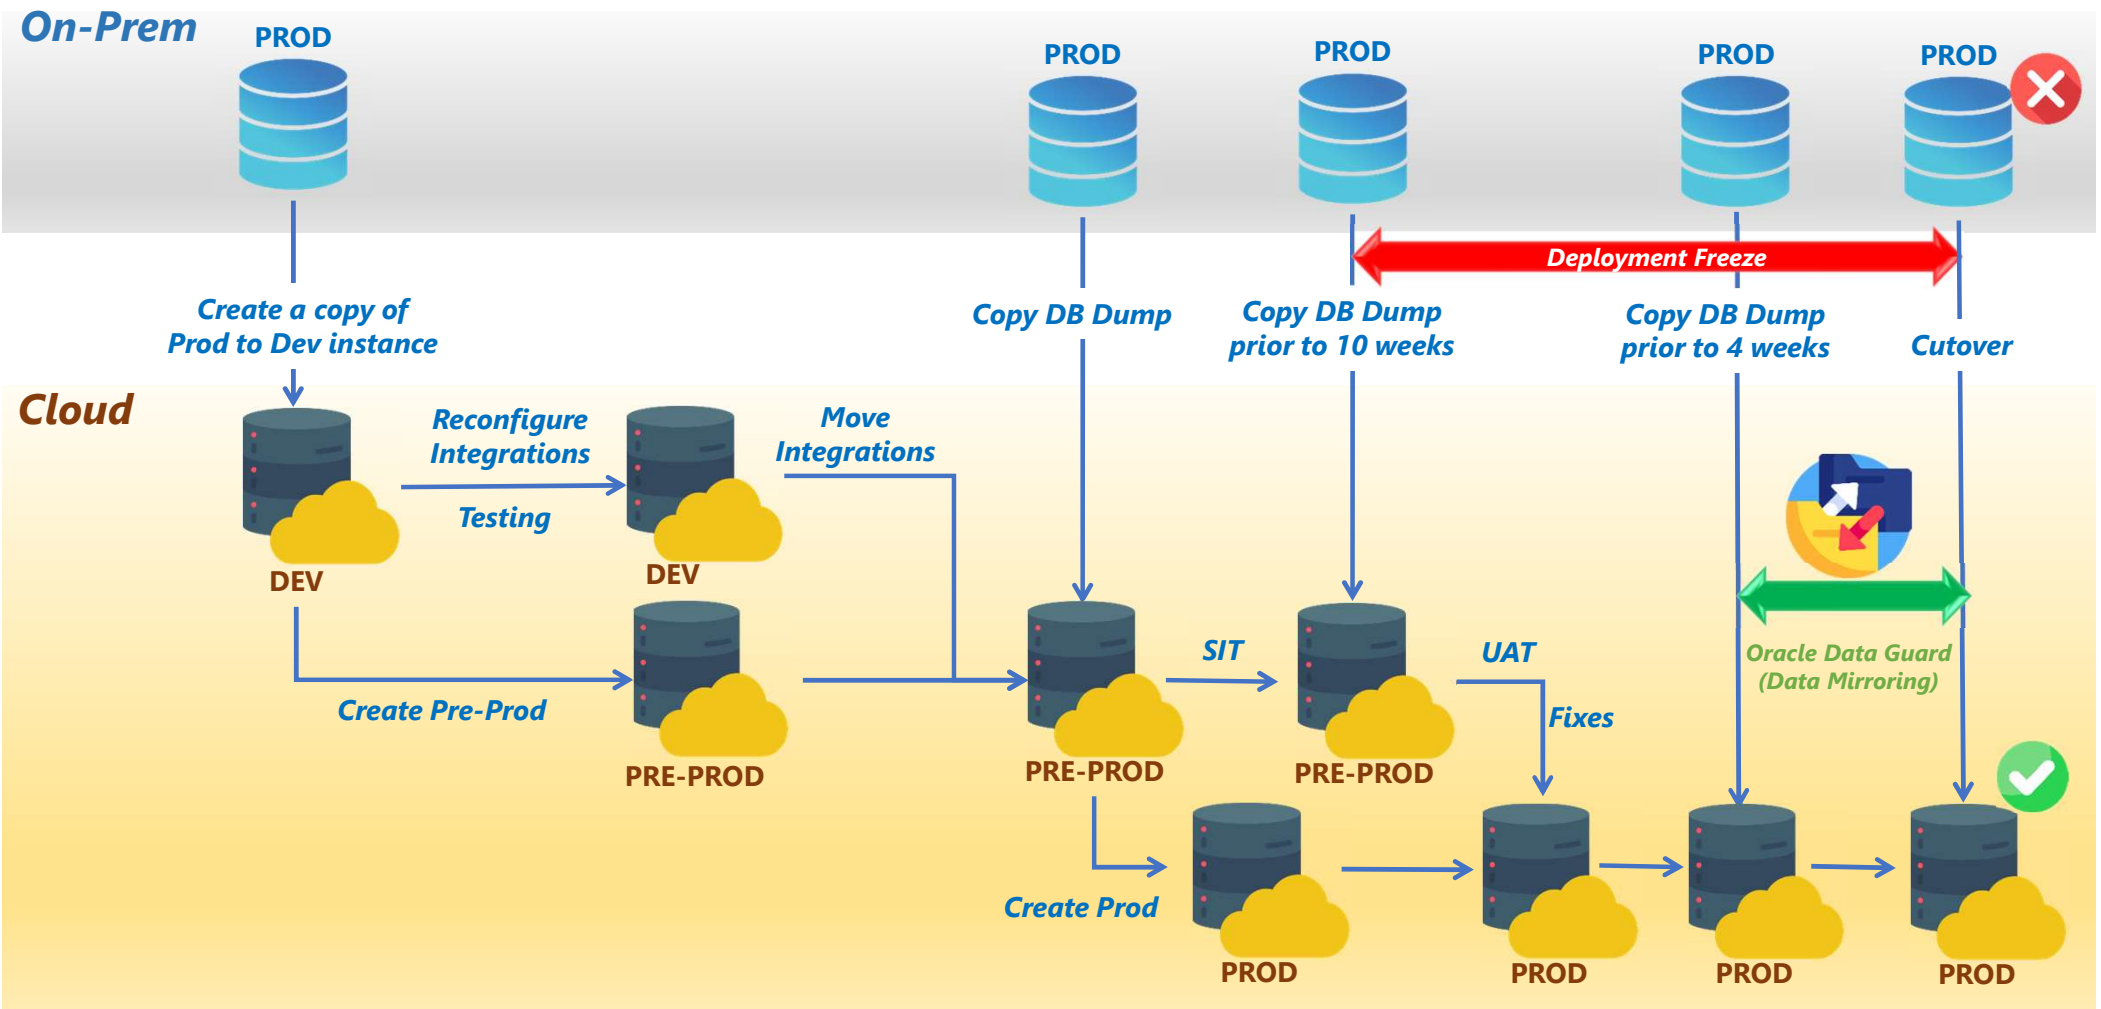 On-Prem
PROD
PROD
PROD
PROD
PROD
Deployment Freeze
Create a copy of
Prod to Dev instance
Copy DB Dump
Copy DB Dump
prior to 10 weeks
Copy DB Dump
prior to 4 weeks
Cutover
Cloud
Reconfigure
Integrations
Testing
Move
Integrations
DEV
DEV
Create Pre-Prod
SIT
UAT
Fixes
Oracle Data Guard
(Data Mirroring)
PRE-PROD
PRE-PROD
PRE-PROD
Create Prod
PROD
PROD
PROD
PROD